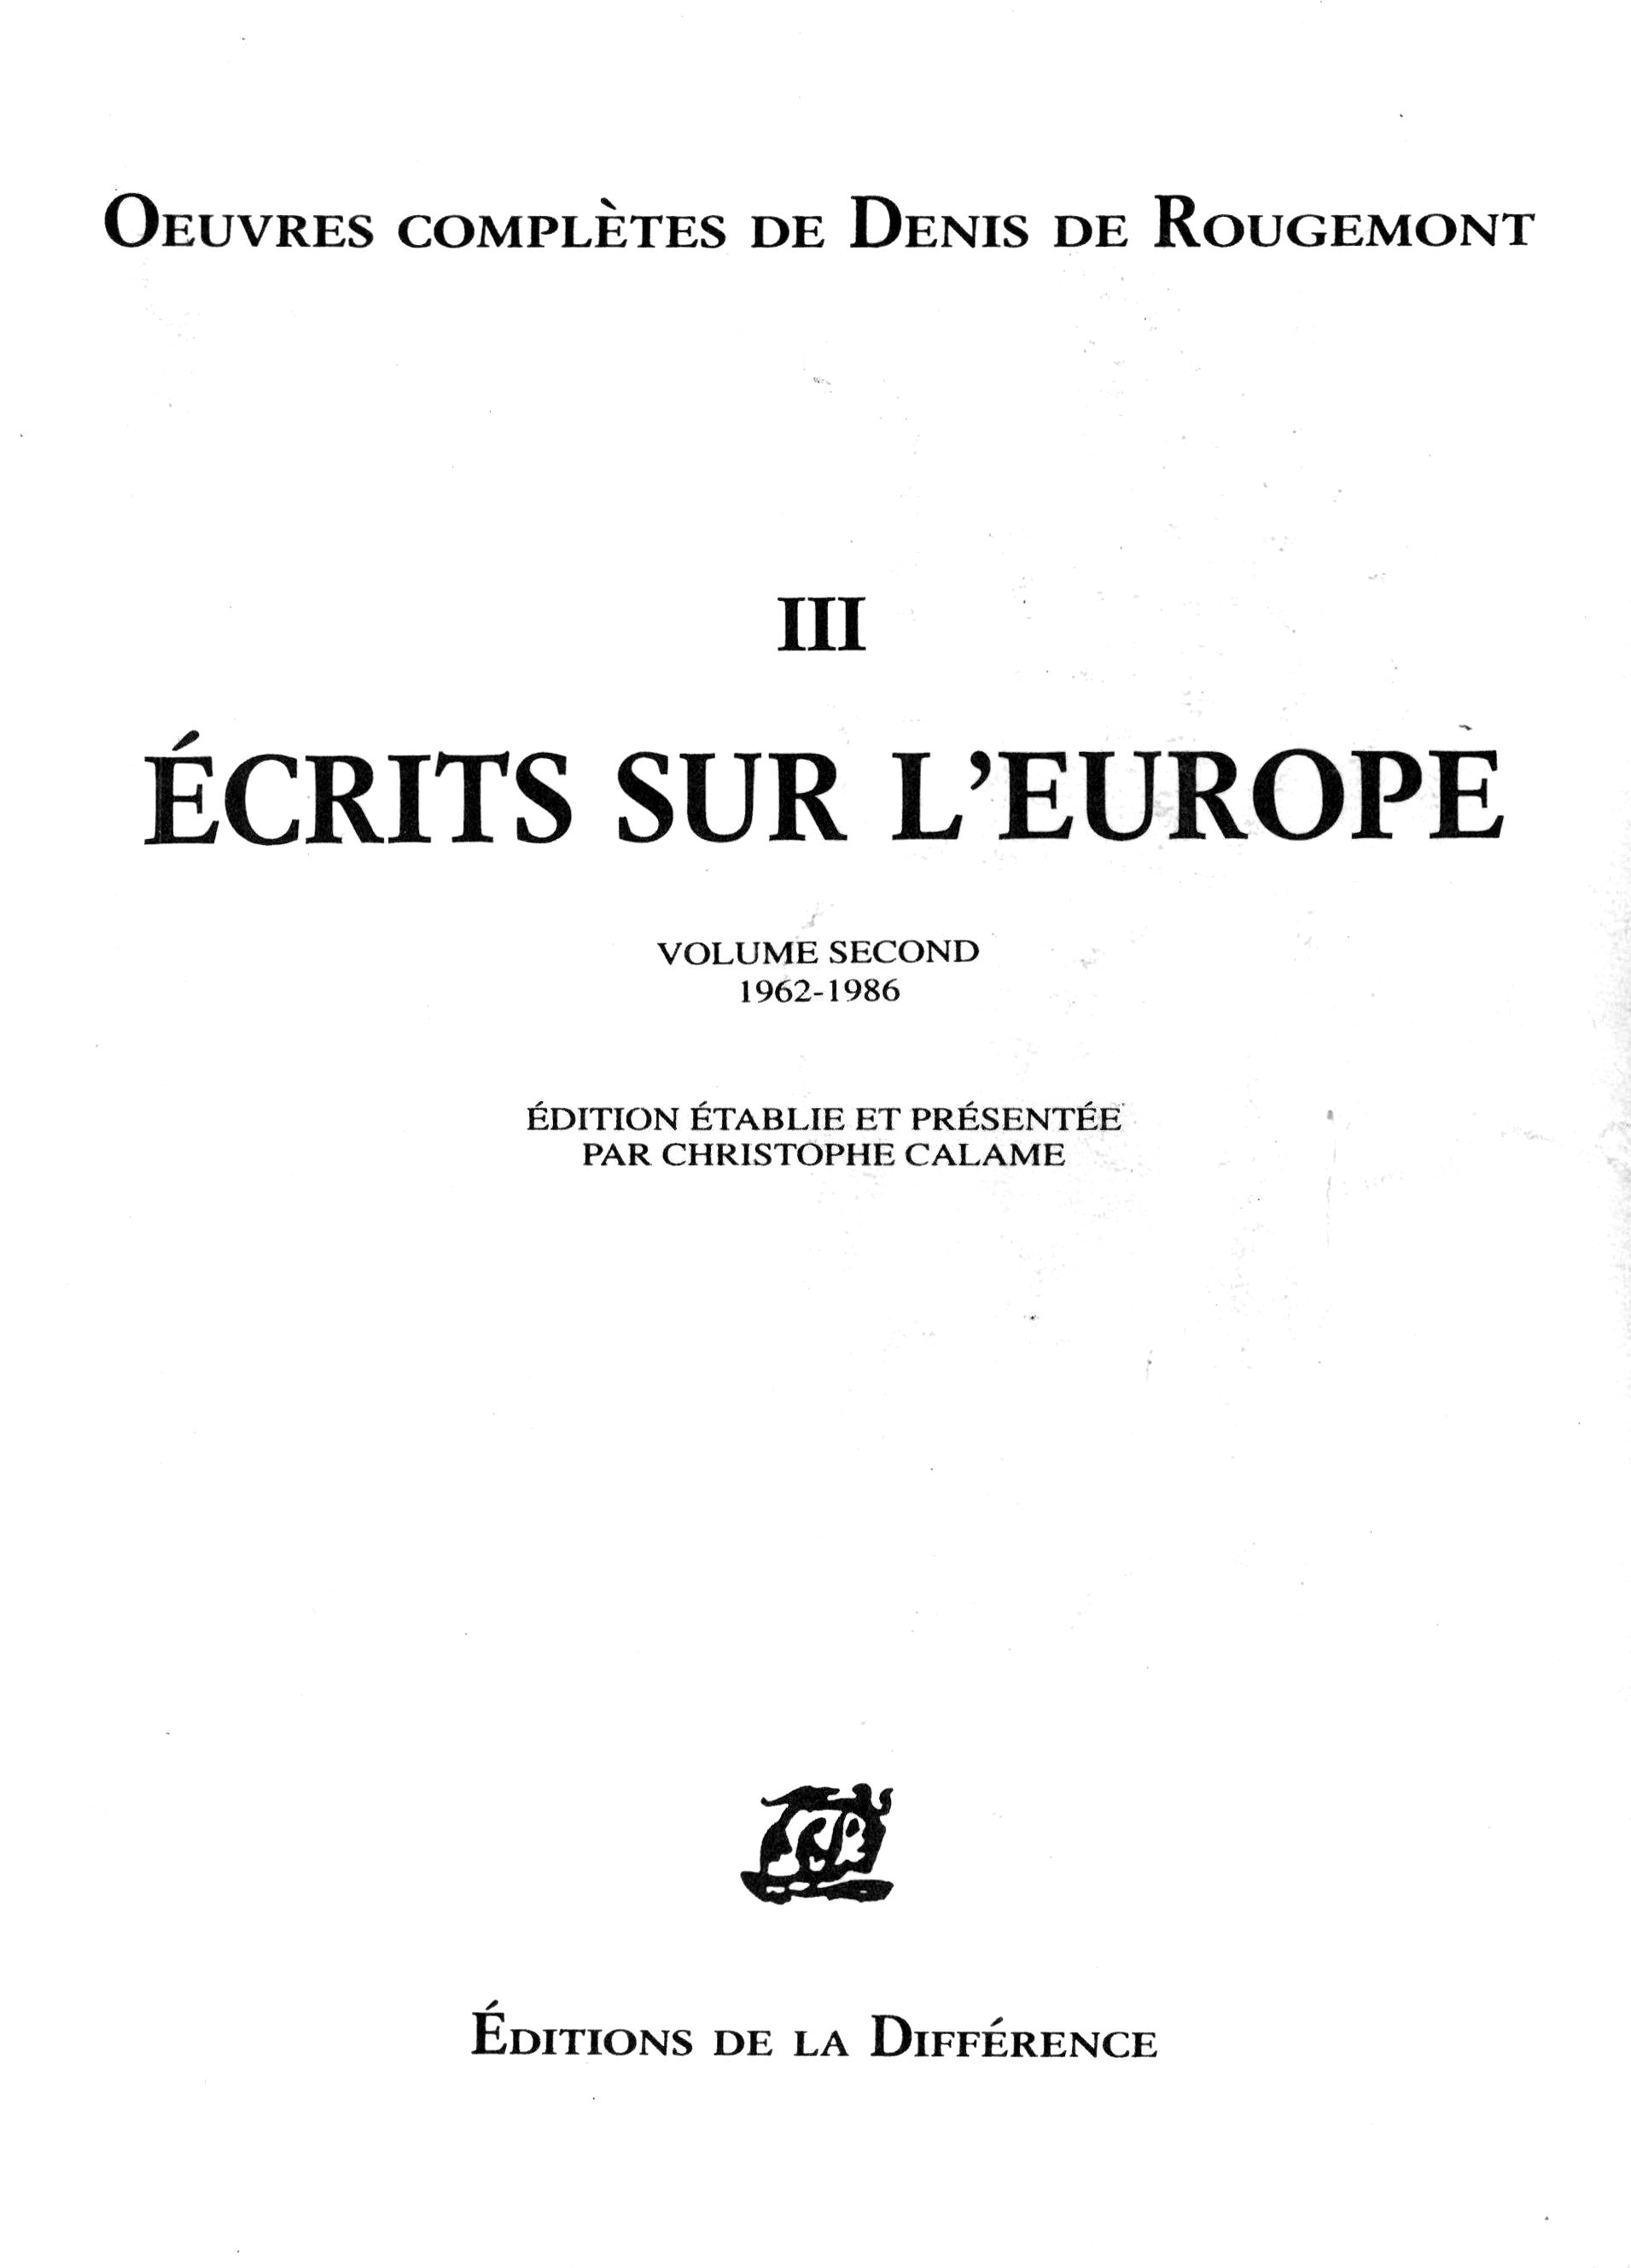 OEUVRES COMPLÈTES DE DENIS DE ROUGEMONT
III
ÉCRITS SUR L'EUROPE
VOLUME SECOND
1962-1986
ÉDITION ÉTABLIE ET PRÉSENTÉE
PAR CHRISTOPHE CALAME
ÉDITIONS DE LA DIFFÉRENCE